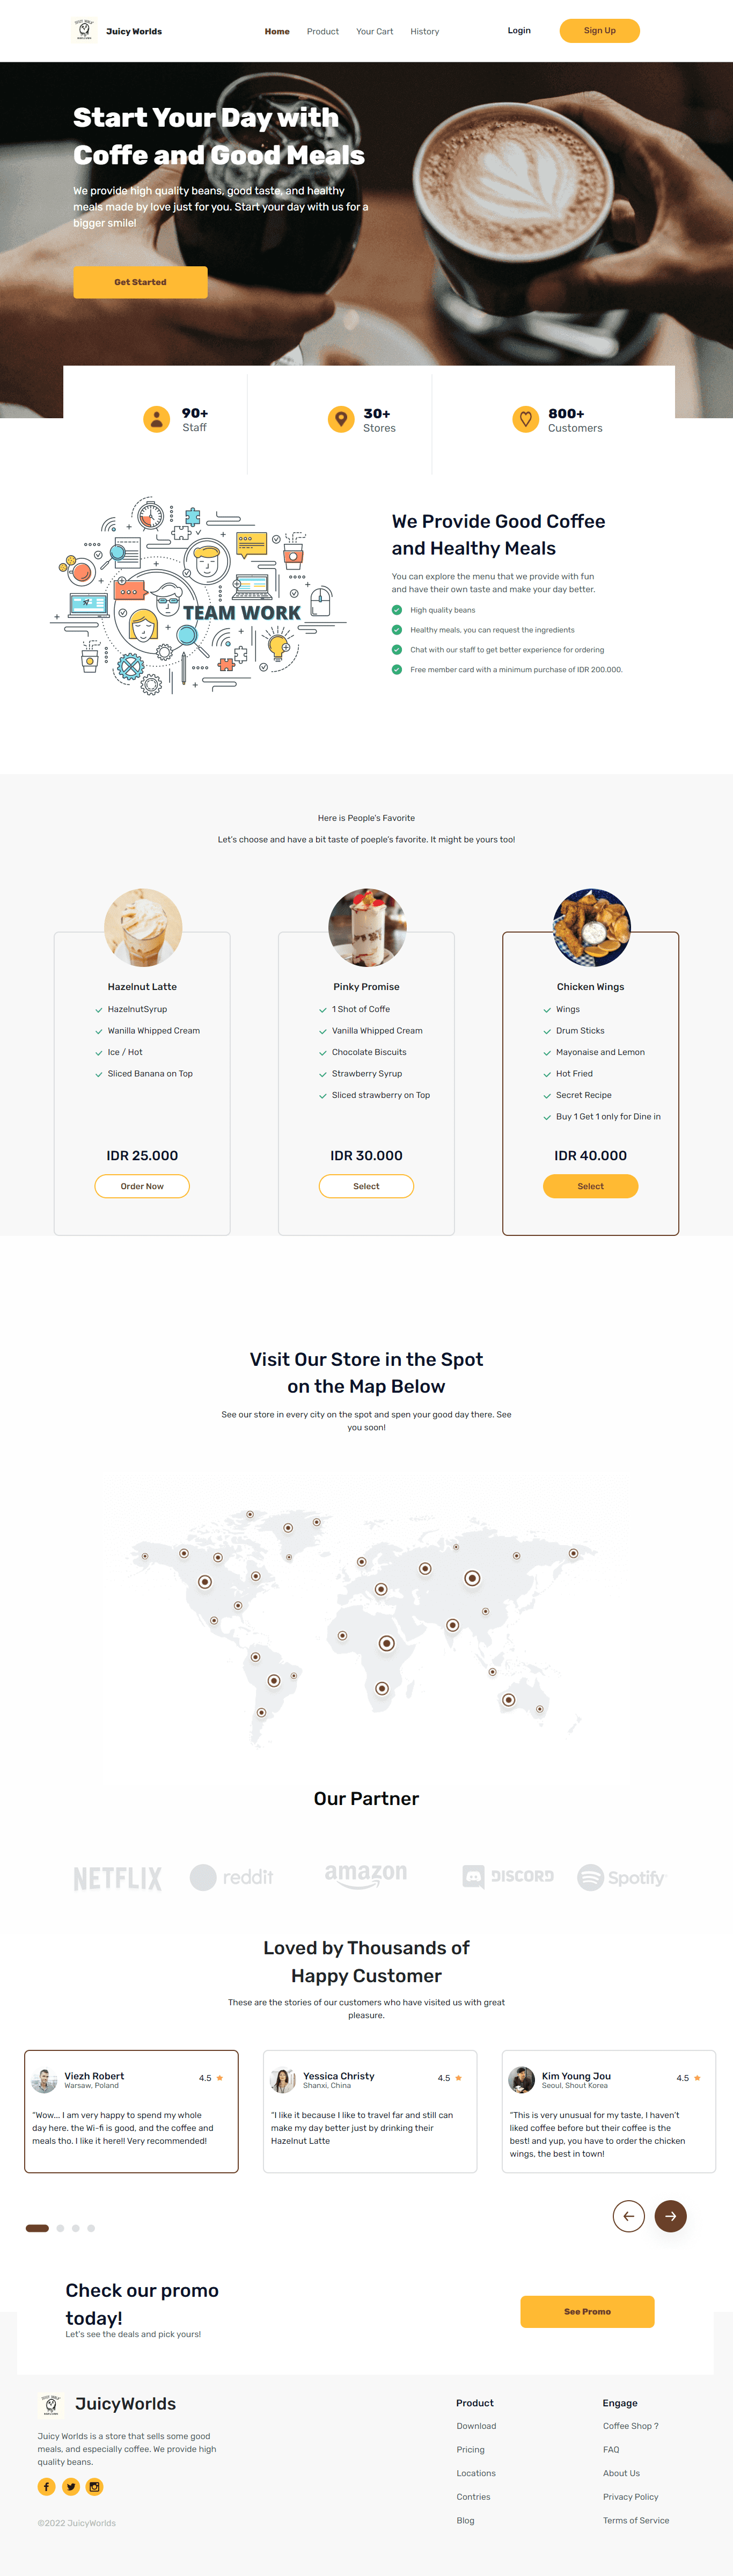 Juicy Worlds
Home
Product
Your Cart
History
Login
Sign Up
Start Your Day with
Coffe and Good Meals
We provide high quality beans, good taste, and healthy
meals made by love just for you. Start your day with us for a
bigger smile!
Get Started
90+
Staff
30+
Stores
800+
Customers
TEAM WORK
We Provide Good Coffee
and Healthy Meals
You can explore the menu that we provide with fun
and have their own taste and make your day better.
High quality beans
Healthy meals, you can request the ingredients
Chat with our staff to get better experience for ordering
Free member card with a minimum purchase of IDR 200.000.
Here is People's Favorite
Let's choose and have a bit taste of poeple's favorite. It might be yours too!
Hazelnut Latte
HazelnutSyrup
Wanilla Whipped Cream
Ice / Hot
Sliced Banana on Top
IDR 25.000
Order Now
Pinky Promise
1 Shot of Coffe
Vanilla Whipped Cream
Chocolate Biscuits
Strawberry Syrup
Sliced strawberry on Top
IDR 30.000
Select
Chicken Wings
Wings
Drum Sticks
Mayonaise and Lemon
Hot Fried
Secret Recipe
Buy 1 Get 1 only for Dine in
IDR 40.000
Select
Visit Our Store in the Spot
on the Map Below
See our store in every city on the spot and spen your good day there. See
you soon!
Our Partner
NETFLIX
reddit
amazon
DISCORD
Spotify
Loved by Thousands of
Happy Customer
These are the stories of our customers who have visited us with great
pleasure.
Viezh Robert
Warsaw, Poland
4.5
"Wow... I am very happy to spend my whole
day here. the Wi-fi is good, and the coffee and
meals tho. I like it here!! Very recommended!
Yessica Christy
Shanxi, China
4.5
"I like it because I like to travel far and still can
make my day better just by drinking their
Hazelnut Latte
Kim Young Jou
Seoul, Shout Korea
4.5
"This is very unusual for my taste, I haven't
liked coffee before but their coffee is the
best! and yup, you have to order the chicken
wings, the best in town!
Check our promo
today!
Let's see the deals and pick yours!
See Promo
JuicyWorlds
Juicy Worlds is a store that sells some good
meals, and especially coffee. We provide high
quality beans.
©2022 JuicyWorlds
Product
Download
Pricing
Locations
Contries
Blog
Engage
Coffee Shop ?
FAQ
About Us
Privacy Policy
Terms of Service